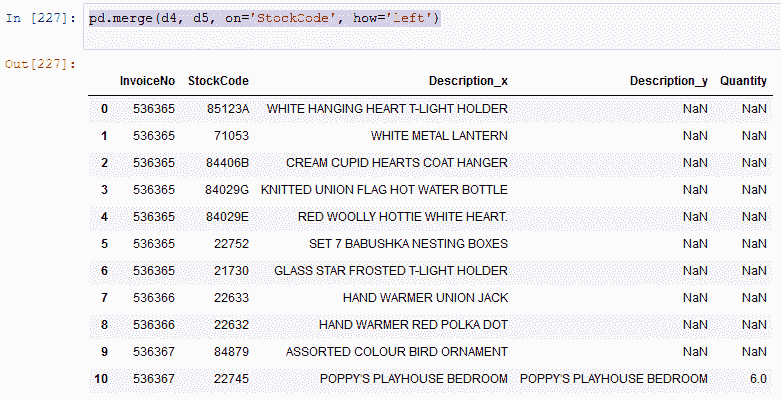 In [227]: pd.merge(d4, d5, on='StockCode', how='left')
Out[227]:
InvoiceNo StockCode Description_x Description_y Quantity
0 536365 85123A WHITE HANGING HEART T-LIGHT HOLDER NaN NaN
1 536365 71053 WHITE METAL LANTERN NaN NaN
2 536365 84406B CREAM CUPID HEARTS COAT HANGER NaN NaN
3 536365 84029G KNITTED UNION FLAG HOT WATER BOTTLE NaN NaN
4 536365 84029E RED WOOLLY HOTTIE WHITE HEART. NaN NaN
5 536365 22752 SET 7 BABUSHKA NESTING BOXES NaN NaN
6 536365 21730 GLASS STAR FROSTED T-LIGHT HOLDER NaN NaN
7 536366 22633 HAND WARMER UNION JACK NaN NaN
8 536366 22632 HAND WARMER RED POLKA DOT NaN NaN
9 536367 84879 ASSORTED COLOUR BIRD ORNAMENT NaN NaN
10 536367 22745 POPPY'S PLAYHOUSE BEDROOM POPPY'S PLAYHOUSE BEDROOM 6.0